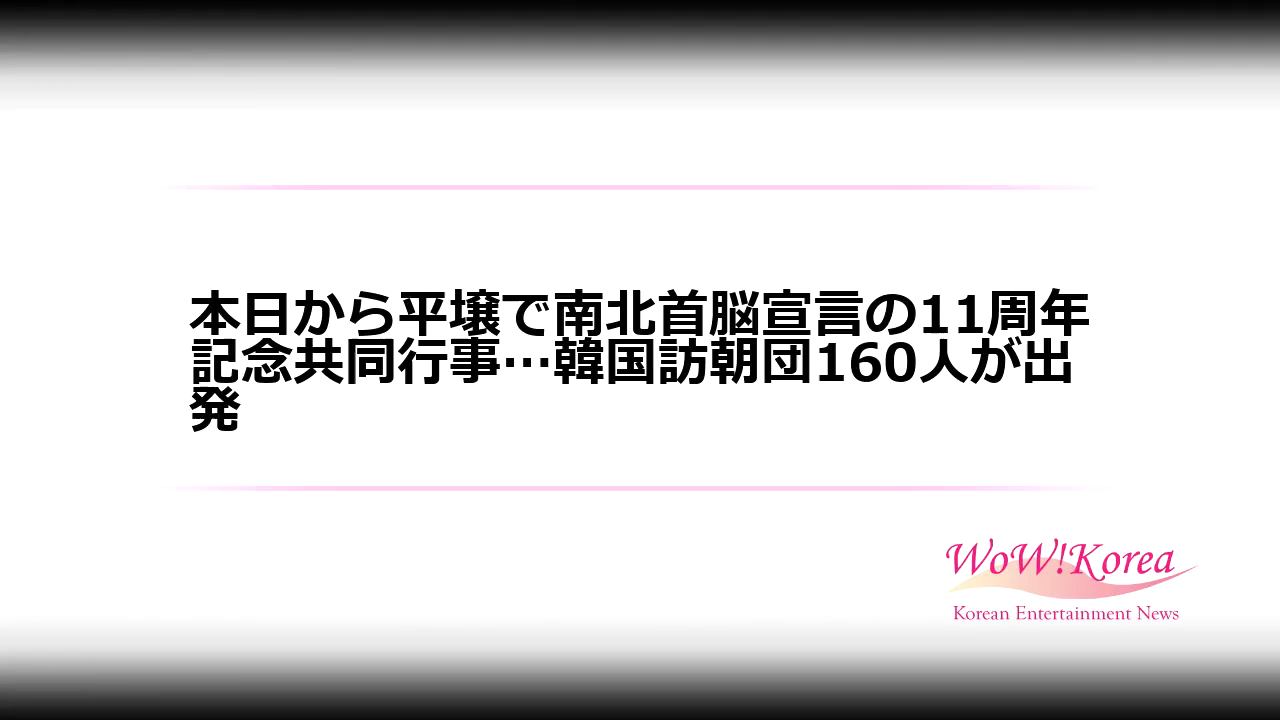 本日から平壌で南北首脳宣言の11周年
記念共同行事…韓国訪朝団160人が出
発
WoW!Korea
Korean Entertainment News